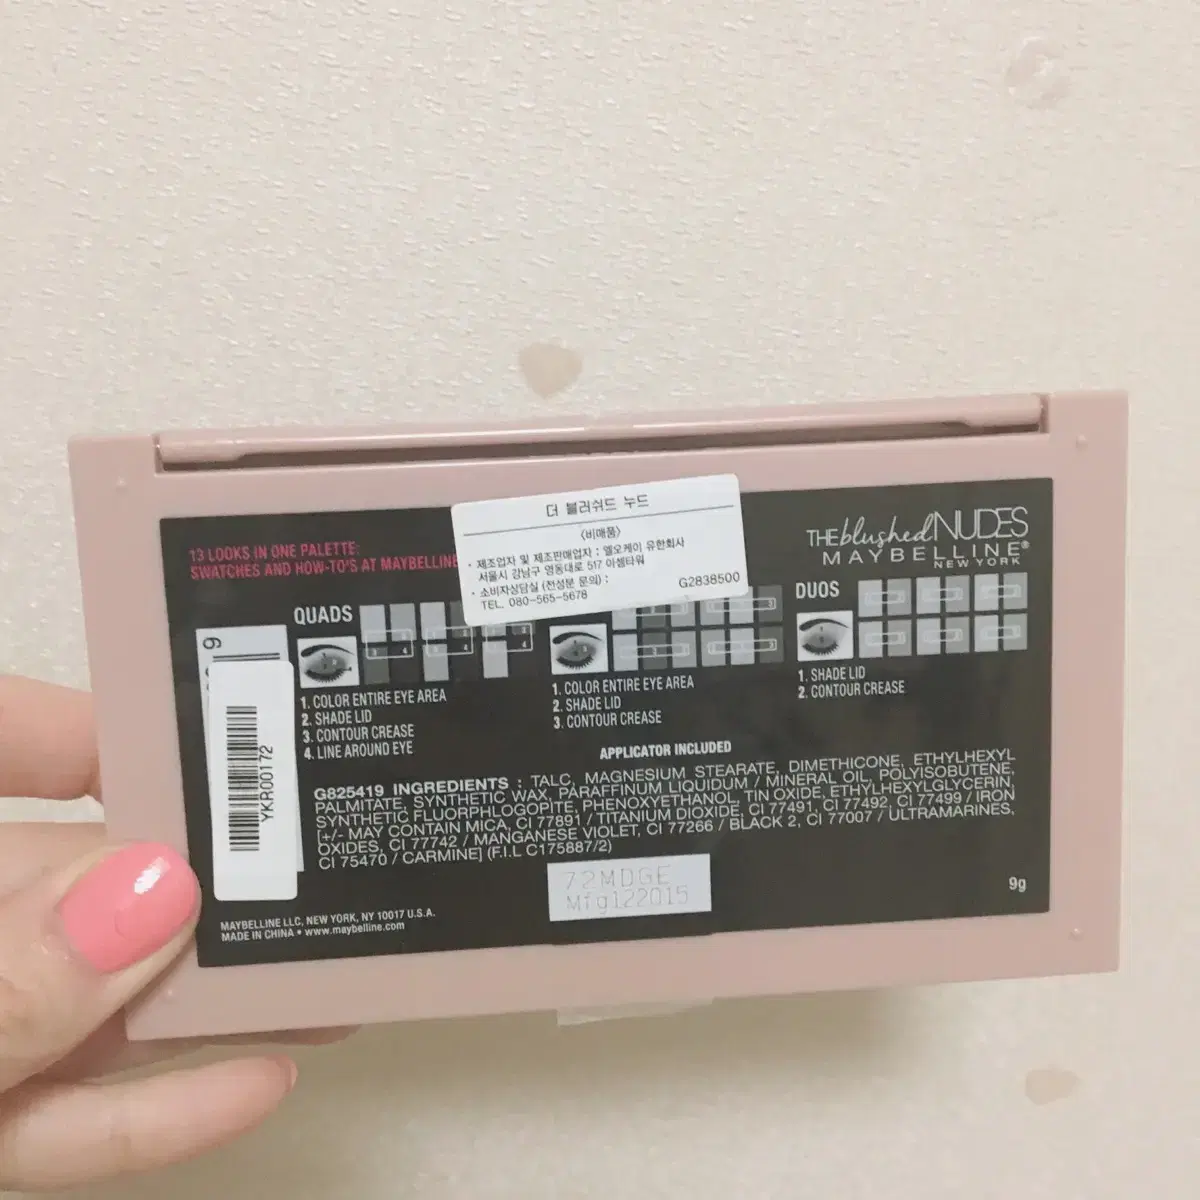 더 블러쉬드 누드
<비매품>
• 제조업자 및 제조판매업자 : 엘오케이 유한회사
서울시 강남구 영동대로 517 아셈타워
• 소비자상담실 (전성분 문의) :
TEL. 080-565-5678
G2838500
THE blushed NUDES
MAYBELLINE®
NEW YORK
13 LOOKS IN ONE PALETTE:
SWATCHES AND HOW-TO'S AT MAYBELLINE
QUADS
1. COLOR ENTIRE EYE AREA
2. SHADE LID
3. CONTOUR CREASE
4. LINE AROUND EYE
1. COLOR ENTIRE EYE AREA
2. SHADE LID
3. CONTOUR CREASE
DUOS
1. SHADE LID
2. CONTOUR CREASE
APPLICATOR INCLUDED
G825419 INGREDIENTS : TALC, MAGNESIUM STEARATE, DIMETHICONE, ETHYLHEXYL
PALMITATE, SYNTHETIC WAX, PARAFFINUM LIQUIDUM / MINERAL OIL, POLYISOBUTENE,
SYNTHETIC FLUORPHLOGOPITE, PHENOXYETHANOL, TIN OXIDE, ETHYLHEXYLGLYCERIN,
[+/- MAY CONTAIN MICA, CI 77891 / TITANIUM DIOXIDE, CI 77491, CI 77492, CI 77499 / IRON
OXIDES, CI 77742 / MANGANESE VIOLET, CI 77266 / BLACK 2, CI 77007 / ULTRAMARINES,
CI 75470 / CARMINE] (F.I.L C175887/2)
72MDGE
Mfg122015
9g
YKR00172
MAYBELLINE LLC, NEW YORK, NY 10017 U.S.A.
MADE IN CHINA • www.maybelline.com